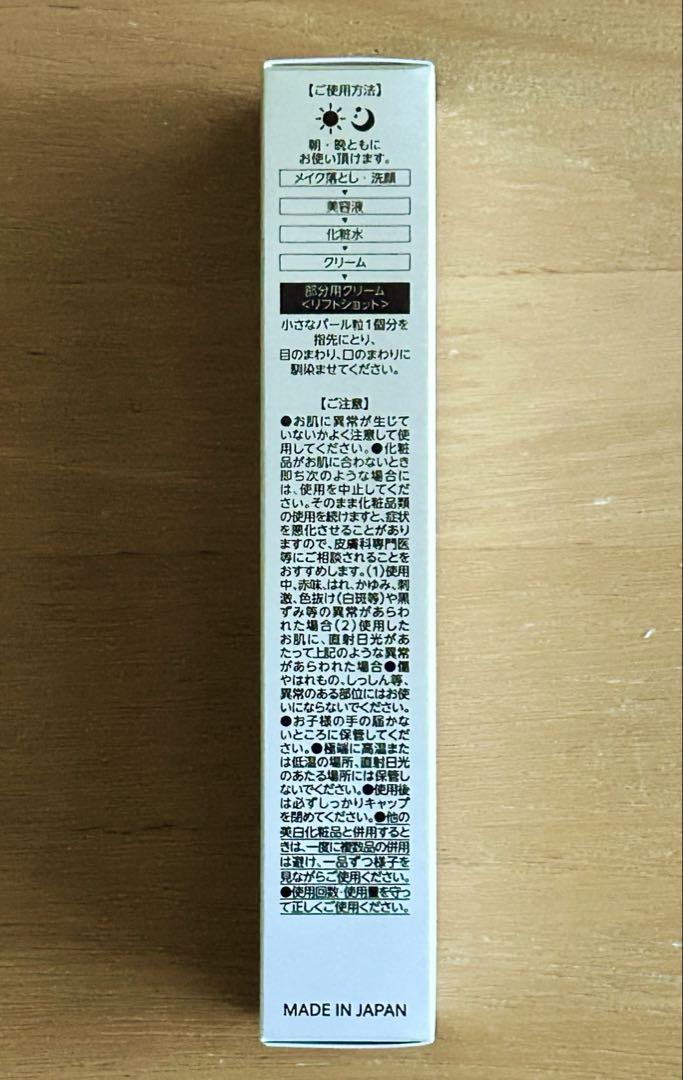 【ご使用方法】
朝・晩ともに
お使い頂けます。
メイク落とし・洗顔
美容液
化粧水
クリーム
部分用クリーム
<リフトショット>
小さなパール粒1個分を
指先にとり、
目のまわり、口のまわりに
馴染ませてください。
【ご注意】
●お肌に異常が生じて
いないかよく注意して使
用してください。●化粧
品がお肌に合わないとき
即ち次のような場合に
は、使用を中止してくだ
さい。そのまま化粧品類
の使用を続けますと、症状
を悪化させることがあり
ますので、皮膚科専門医
等にご相談されることを
おすすめします。(1)使用
中、赤味、はれ、かゆみ、刺
激、色抜け(白斑等)や黒
ずみ等の異常があらわ
れた場合(2)使用した
お肌に、直射日光があ
たって上記のような異常
があらわれた場合●傷
やはれもの、しっしん等、
異常のある部位にはお使
いにならないでください。
●お子様の手の届かな
いところに保管してくだ
さい。●極端に高温また
は低温の場所、直射日光
のあたる場所には保管し
ないでください。●使用後
は必ずしっかりキャップ
を閉めてください。●他の
美白化粧品と併用すると
きは、一度に複数品の併用
は避け、一品ずつ様子を
見ながらご使用ください。
●使用回数・使用量を守っ
て正しくご使用ください。
MADE IN JAPAN